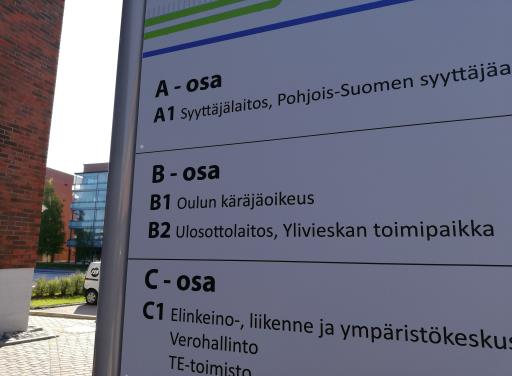 A - osa
A1 Syyttäjälaitos, Pohjois-Suomen
B - osa
B1 Oulun käräjäoikeus
B2 Ulosottolaitos, Ylivieskan toimipaikka
C - osa
C1 Elinkeino-, liikenne ja ympäristökeskus
Verohallinto
TE-toimisto